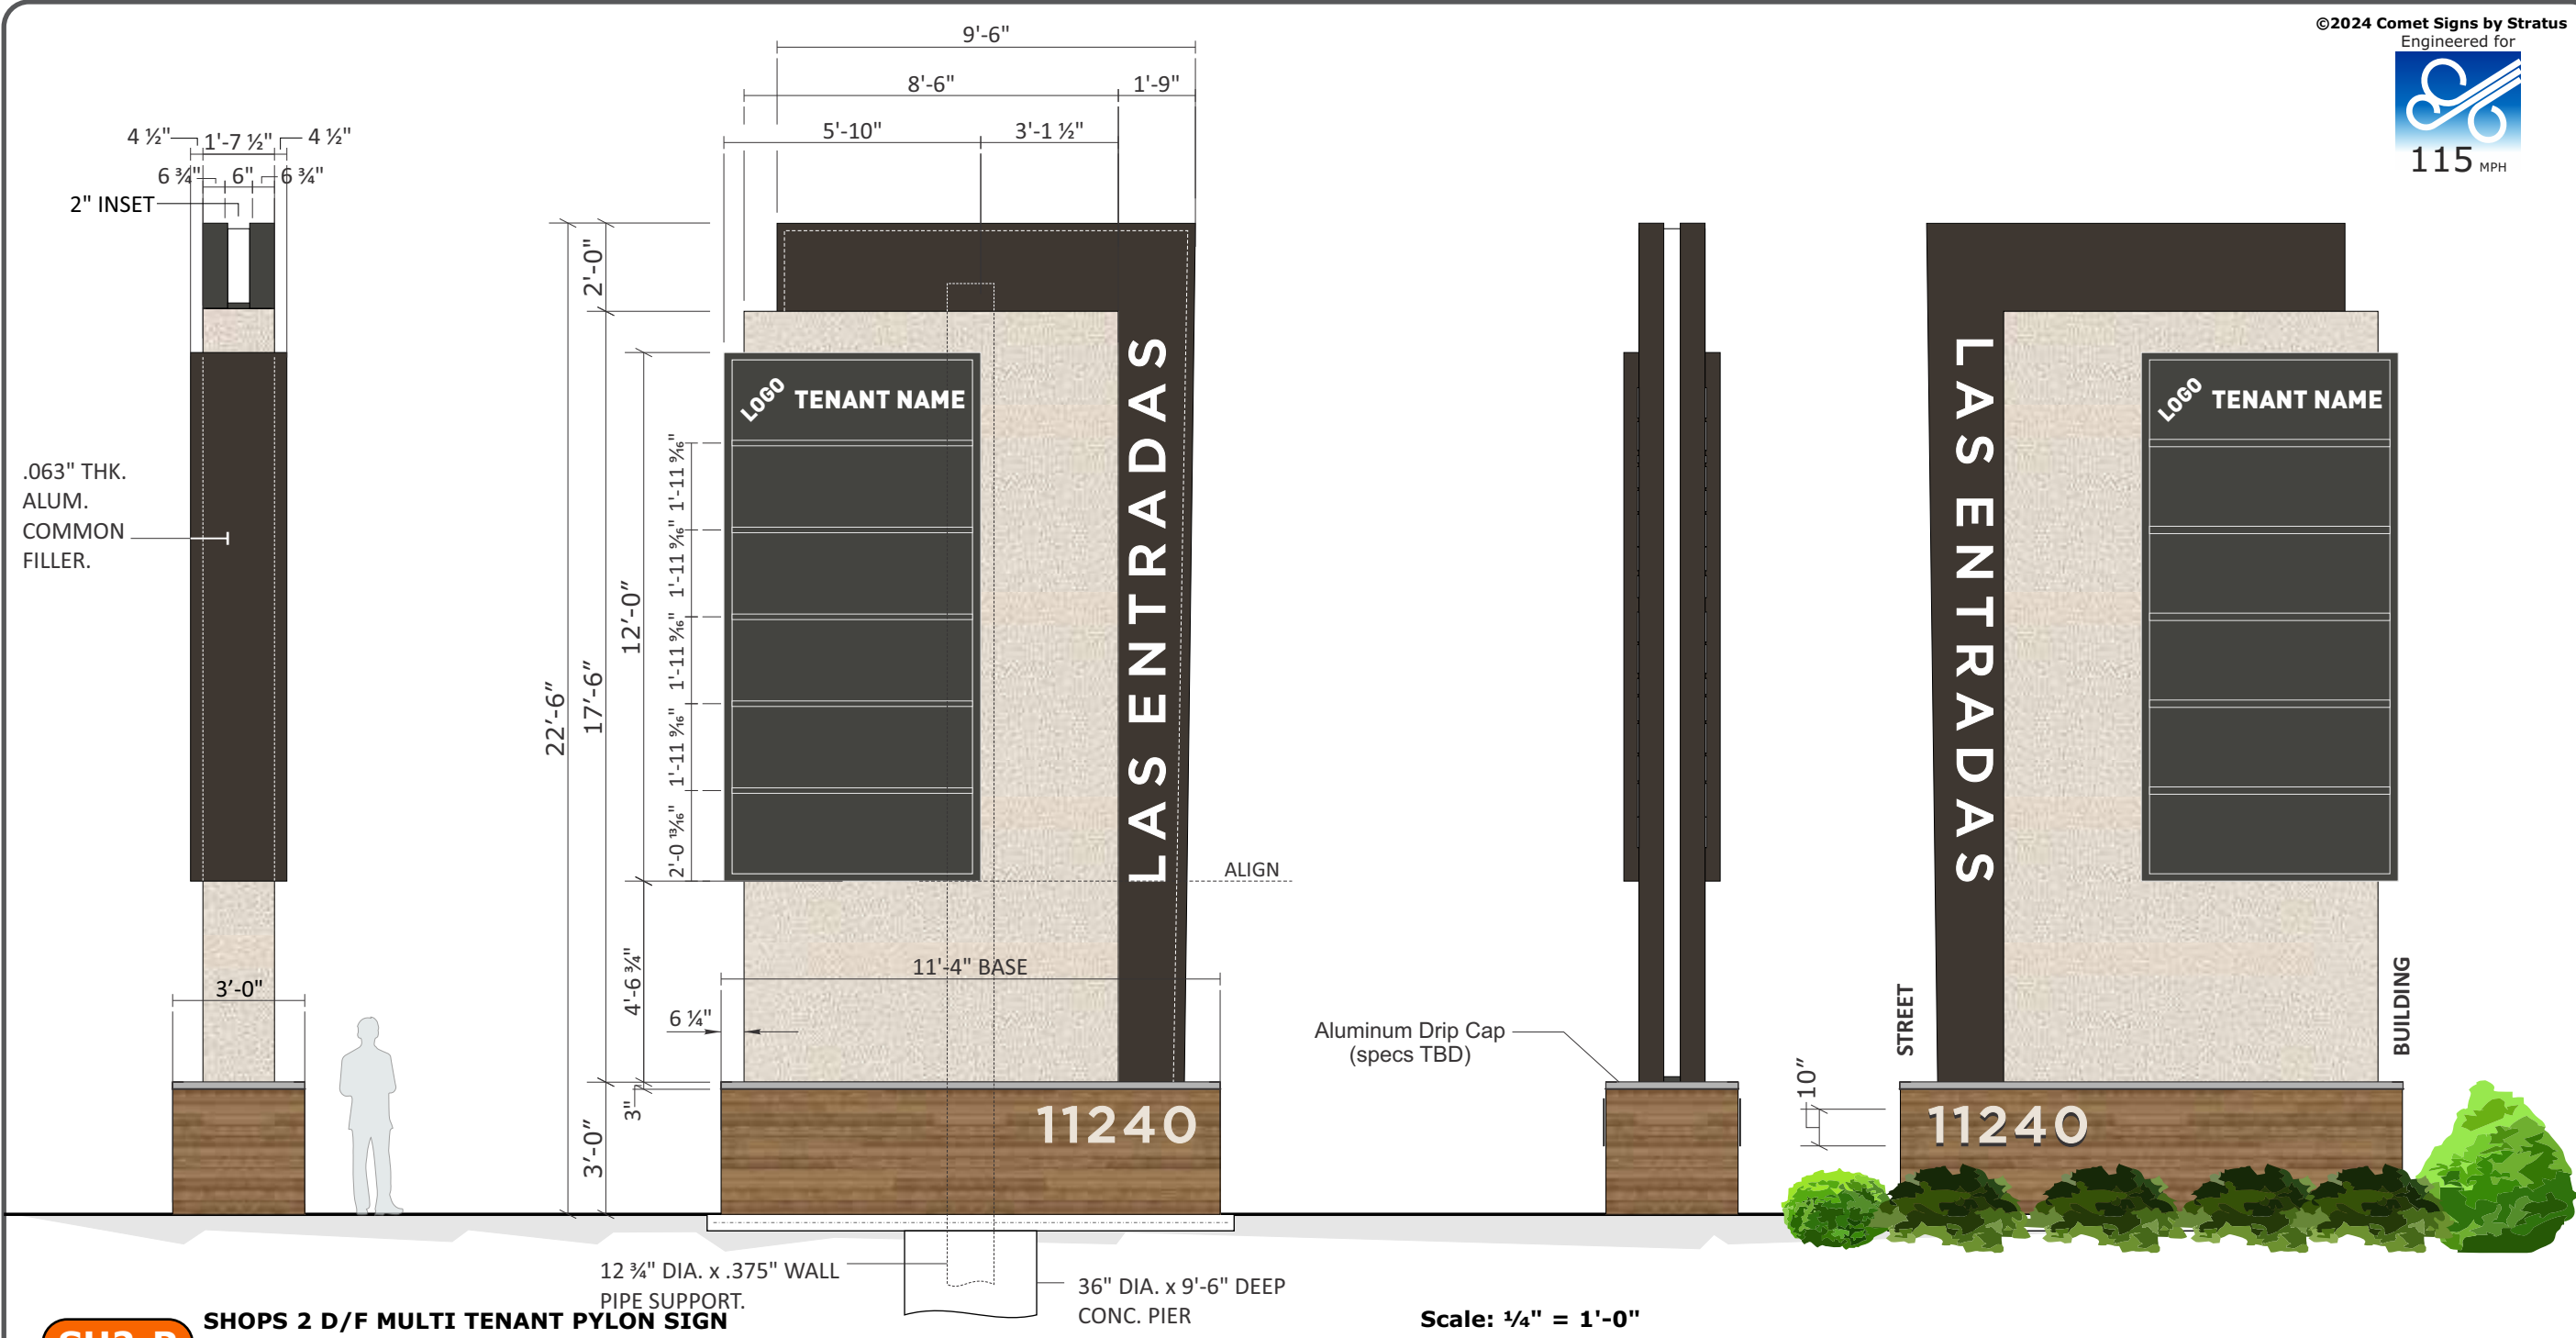 ©2024 Comet Signs by Stratus
Engineered for
115 MPH
9'-6"
8'-6"
1'-9"
5'-10"
3'-1 ½"
4 ½"
1'-7 ½"
4 ½"
6 ¾"
6"
6 ¾"
2" INSET
.063" THK.
ALUM.
COMMON
FILLER.
3'-0"
22'-6"
2'-0"
17'-6"
3'-0"
12'-0"
4'-6 ¾"
3"
1'-11 9/16"
1'-11 9/16"
1'-11 9/16"
1'-11 9/16"
2'-0 13/16"
LOGO TENANT NAME
LAS ENTRADAS
ALIGN
11'-4" BASE
6 ¼"
11240
12 ¾" DIA. x .375" WALL
PIPE SUPPORT.
36" DIA. x 9'-6" DEEP
CONC. PIER
Aluminum Drip Cap
(specs TBD)
LAS ENTRADAS
LOGO TENANT NAME
STREET
BUILDING
10"
11240
SHOPS 2 D/F MULTI TENANT PYLON SIGN
Scale: ¼" = 1'-0"